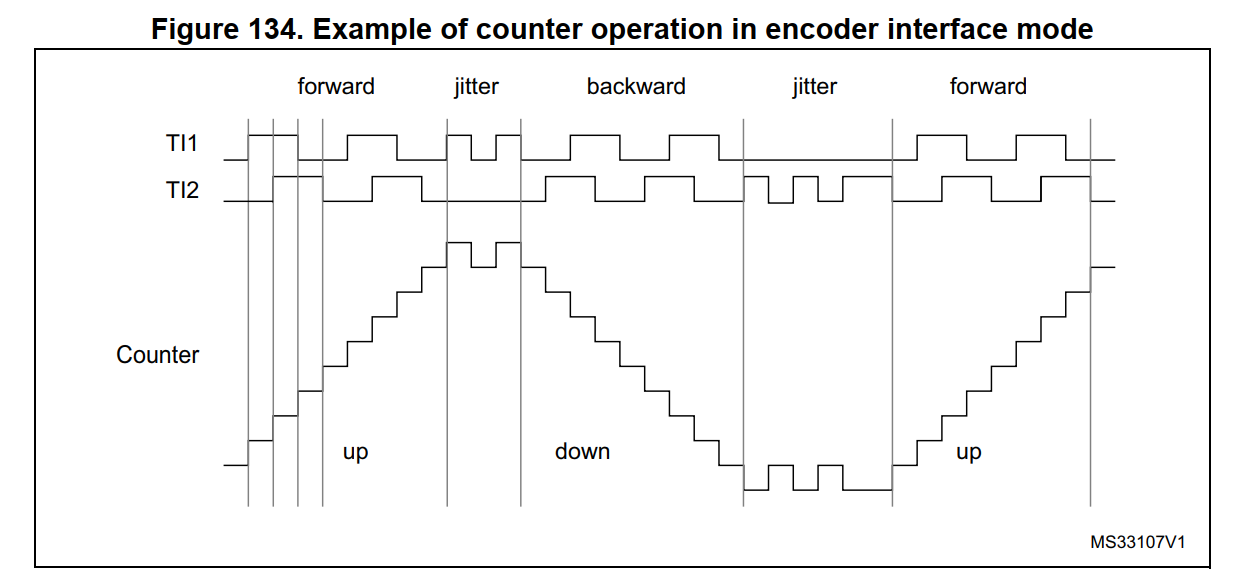 Figure 134. Example of counter operation in encoder interface mode
forward jitter backward jitter forward
TI1
TI2
Counter
up down up
MS33107V1